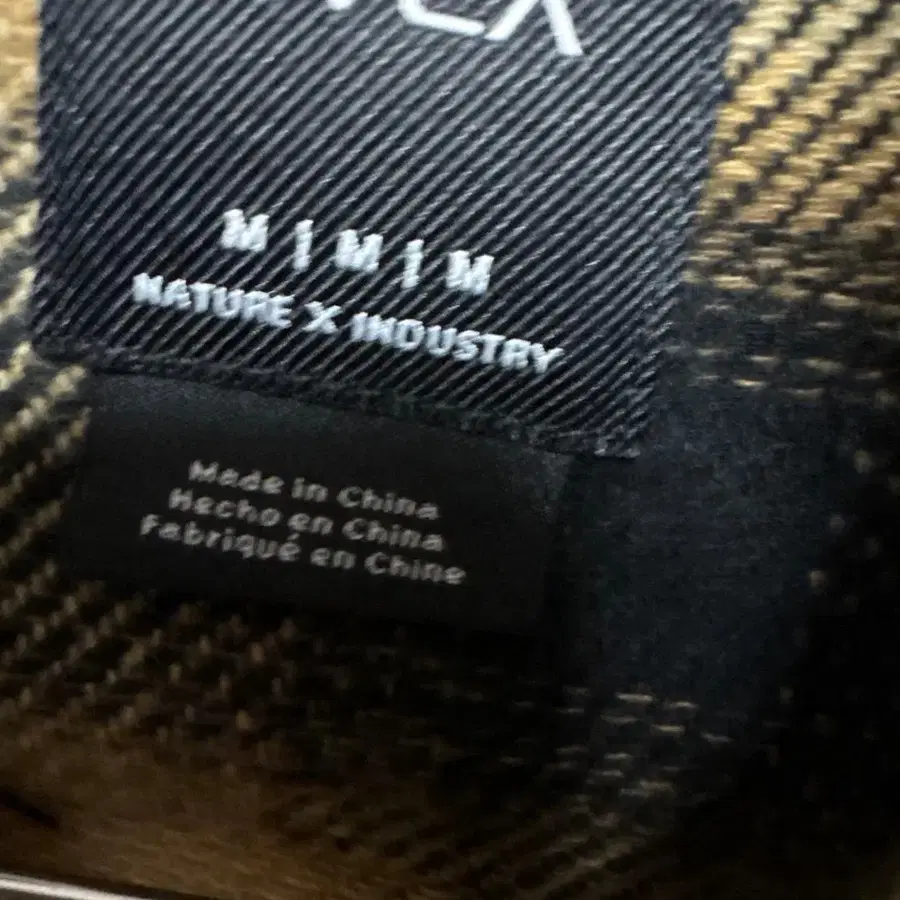 M | M | M
NATURE X INDUSTRY
Made in China
Hecho en China
Fabriqué en Chine